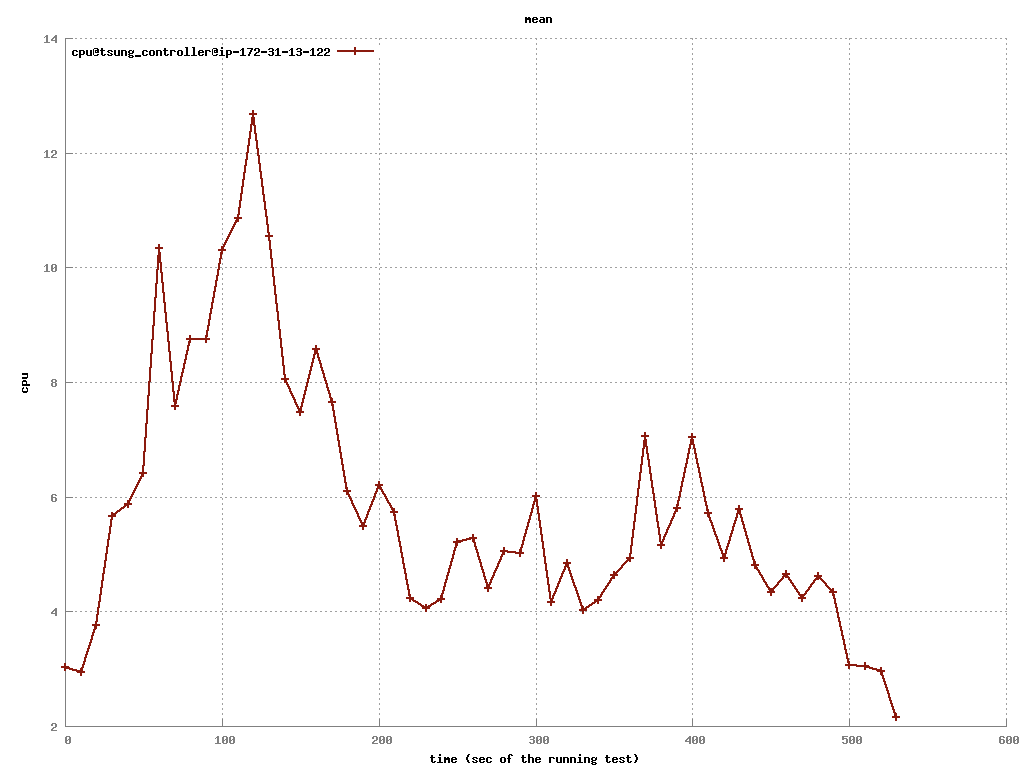 mean
14
cpu@tsung_controller@ip-172-31-13-122
12
10
8
cpu
6
4
2
0 100 200 300 400 500 600
time (sec of the running test)